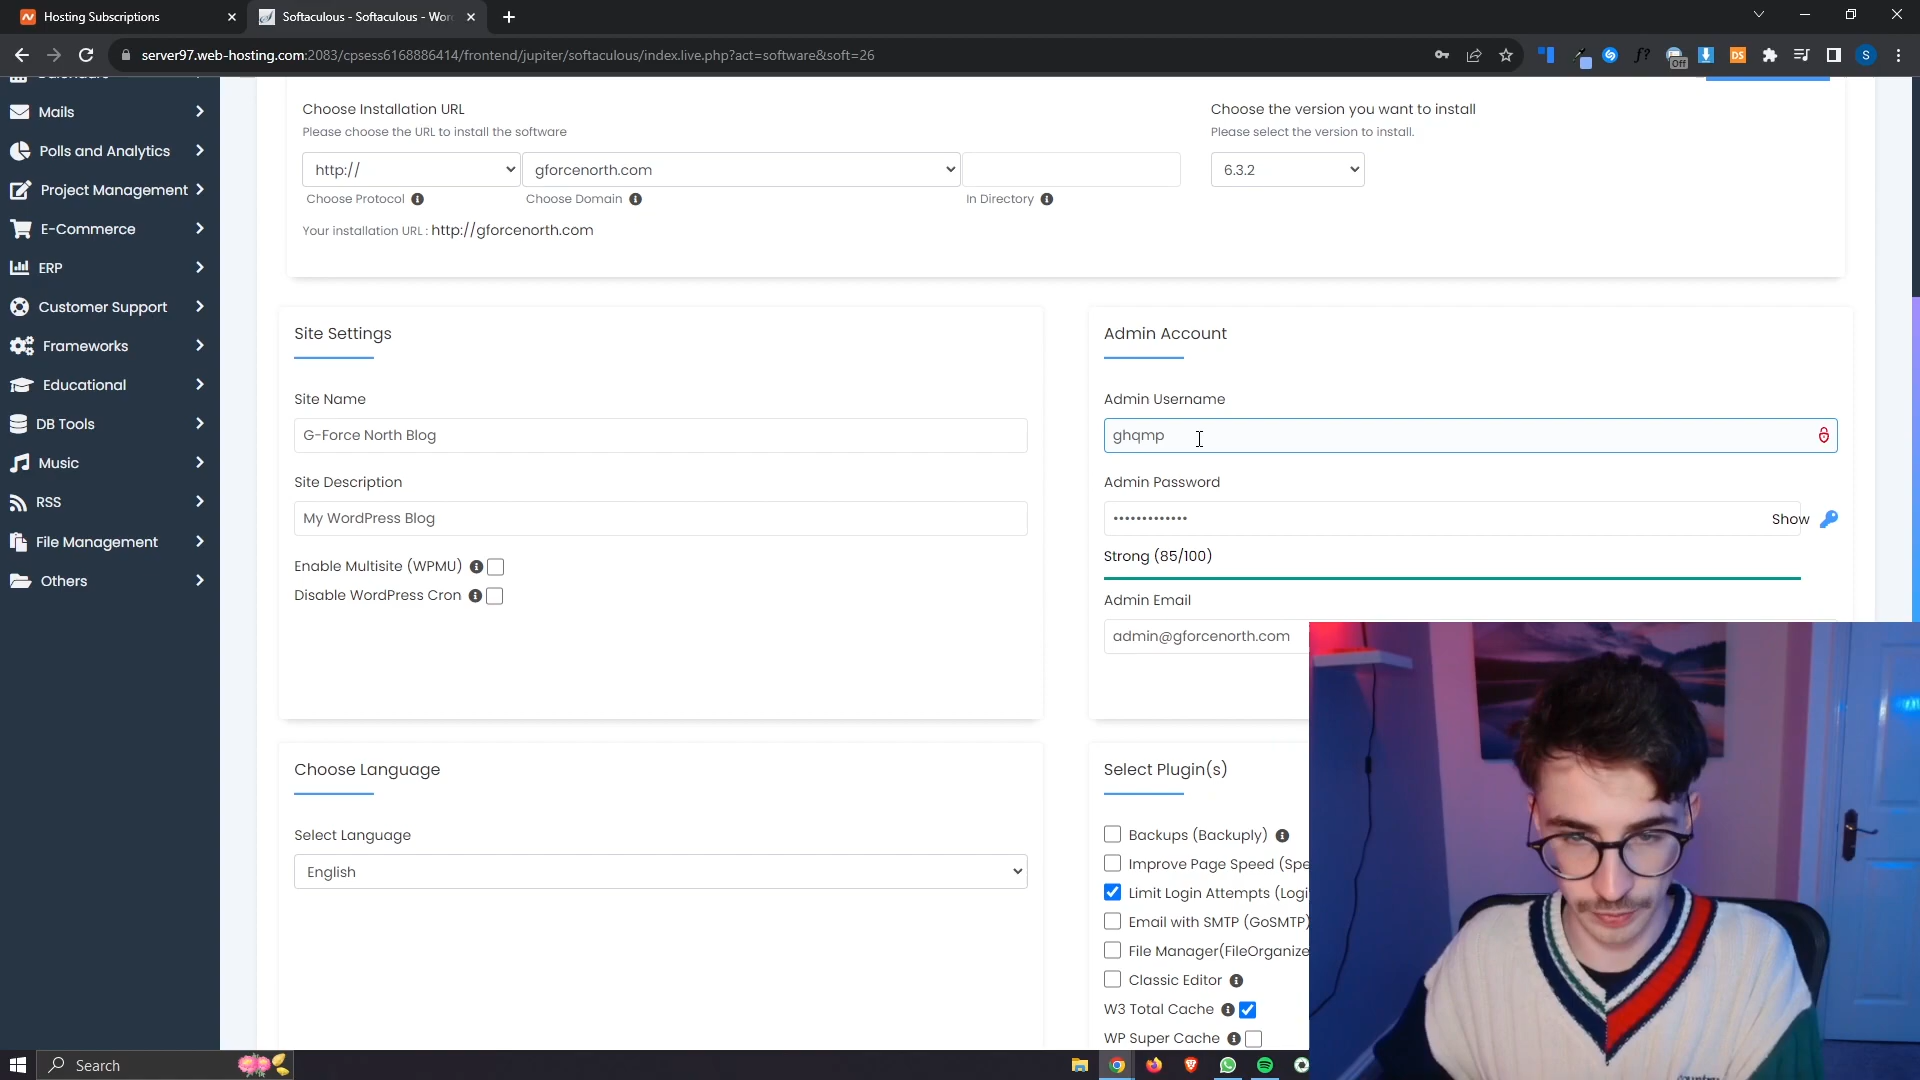 Hosting Subscriptions
Softaculous - Softaculous - Wor
server97.web-hosting.com:2083/cpsess6168886414/frontend/jupiter/softaculous/index.live.php?act=software&soft=26
Off
DS
S
Mails
Polls and Analytics
Project Management
E-Commerce
ERP
Customer Support
Frameworks
Educational
DB Tools
Music
RSS
File Management
Others
Choose Installation URL
Please choose the URL to install the software
http://
gforcenorth.com
Choose Protocol
Choose Domain
In Directory
Your installation URL : http://gforcenorth.com
Choose the version you want to install
Please select the version to install.
6.3.2
Site Settings
Site Name
G-Force North Blog
Site Description
My WordPress Blog
Enable Multisite (WPMU)
Disable WordPress Cron
Admin Account
Admin Username
ghqmp
Admin Password
•••••••••••••
Show
Strong (85/100)
Admin Email
admin@gforcenorth.com
Choose Language
Select Language
English
Select Plugin(s)
Backups (Backuply)
Improve Page Speed (Spe
Limit Login Attempts (Logi
Email with SMTP (GoSMTP)
File Manager(FileOrganize
Classic Editor
W3 Total Cache
WP Super Cache
Search